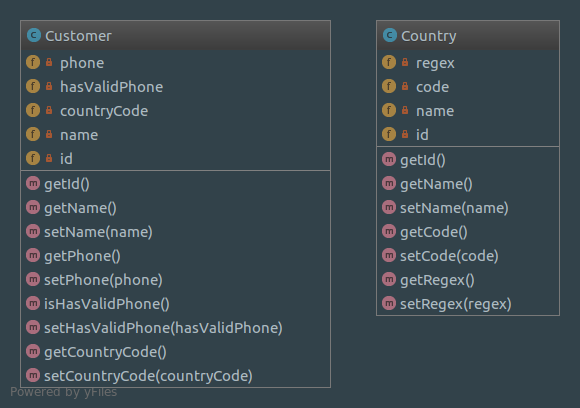 Customer
phone
hasValidPhone
countryCode
name
id
getId()
getName()
setName(name)
getPhone()
setPhone(phone)
isHasValidPhone()
setHasValidPhone(hasValidPhone)
getCountryCode()
setCountryCode(countryCode)
Country
regex
code
name
id
getId()
getName()
setName(name)
getCode()
setCode(code)
getRegex()
setRegex(regex)
Powered by yFiles